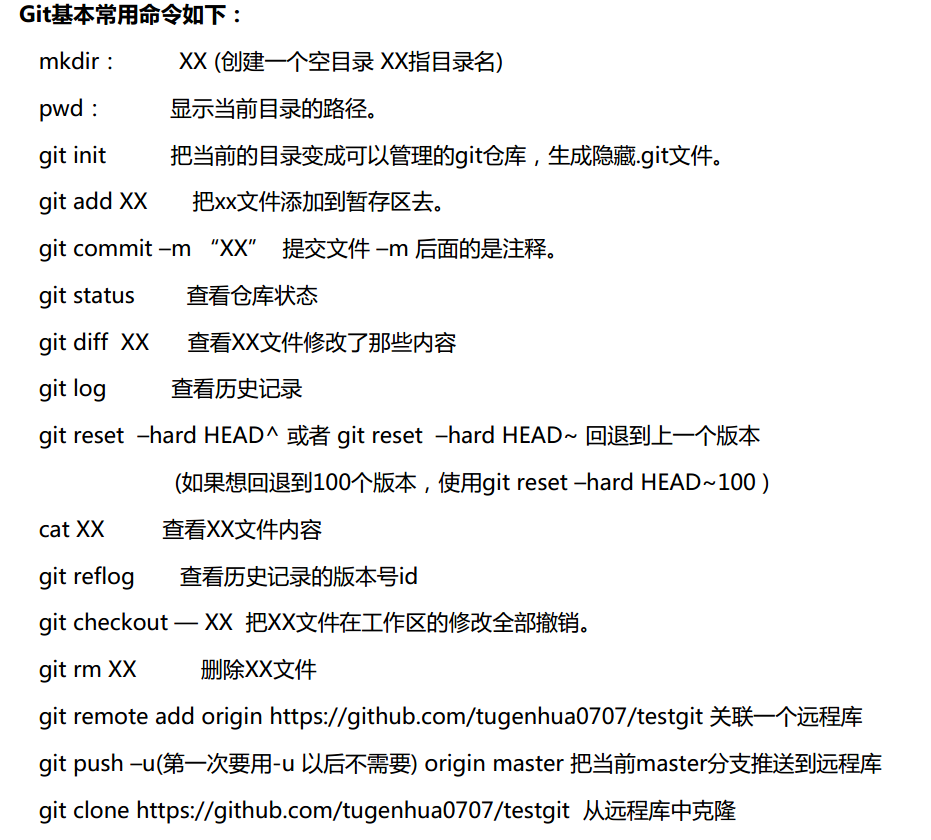 Git基本常用命令如下：
mkdir： XX (创建一个空目录 XX指目录名)
pwd： 显示当前目录的路径。
git init 把当前的目录变成可以管理的git仓库，生成隐藏.git文件。
git add XX 把xx文件添加到暂存区去。
git commit –m “XX” 提交文件 –m 后面的是注释。
git status 查看仓库状态
git diff XX 查看XX文件修改了那些内容
git log 查看历史记录
git reset –hard HEAD^ 或者 git reset –hard HEAD~ 回退到上一个版本
(如果想回退到100个版本，使用git reset –hard HEAD~100 )
cat XX 查看XX文件内容
git reflog 查看历史记录的版本号id
git checkout — XX 把XX文件在工作区的修改全部撤销。
git rm XX 删除XX文件
git remote add origin https://github.com/tugenhua0707/testgit 关联一个远程库
git push –u(第一次要用-u 以后不需要) origin master 把当前master分支推送到远程库
git clone https://github.com/tugenhua0707/testgit 从远程库中克隆